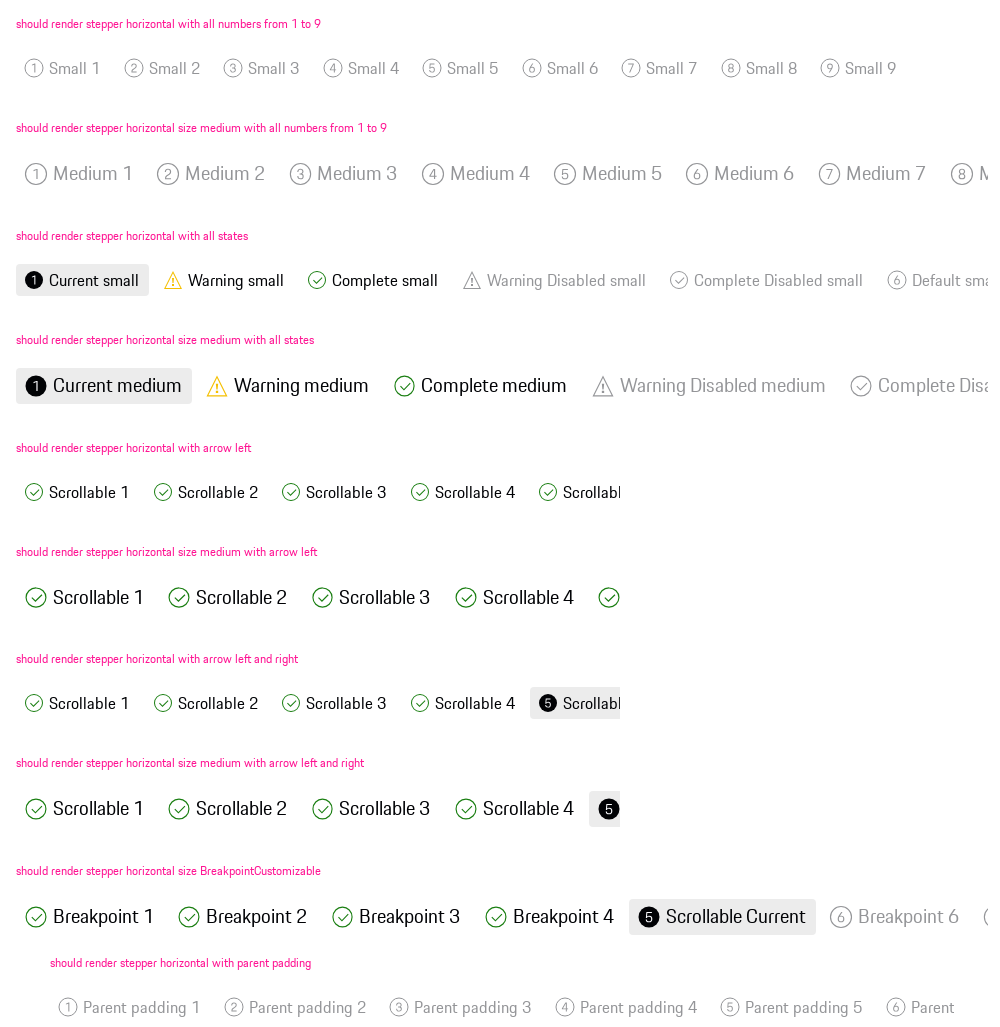 should render stepper horizontal with all numbers from 1 to 9
1 Small 1 2 Small 2 3 Small 3 4 Small 4 5 Small 5 6 Small 6 7 Small 7 8 Small 8 9 Small 9
should render stepper horizontal size medium with all numbers from 1 to 9
1 Medium 1 2 Medium 2 3 Medium 3 4 Medium 4 5 Medium 5 6 Medium 6 7 Medium 7 8
should render stepper horizontal with all states
1 Current small Warning small Complete small Warning Disabled small Complete Disabled small 6 Default
should render stepper horizontal size medium with all states
1 Current medium Warning medium Complete medium Warning Disabled medium Complete
should render stepper horizontal with arrow left
Scrollable 1 Scrollable 2 Scrollable 3 Scrollable 4
should render stepper horizontal size medium with arrow left
Scrollable 1 Scrollable 2 Scrollable 3 Scrollable 4
should render stepper horizontal with arrow left and right
Scrollable 1 Scrollable 2 Scrollable 3 Scrollable 4 5
should render stepper horizontal size medium with arrow left and right
Scrollable 1 Scrollable 2 Scrollable 3 Scrollable 4 5
should render stepper horizontal size BreakpointCustomizable
Breakpoint 1 Breakpoint 2 Breakpoint 3 Breakpoint 4 5 Scrollable Current 6 Breakpoint 6
should render stepper horizontal with parent padding
1 Parent padding 1 2 Parent padding 2 3 Parent padding 3 4 Parent padding 4 5 Parent padding 5 6 Parent